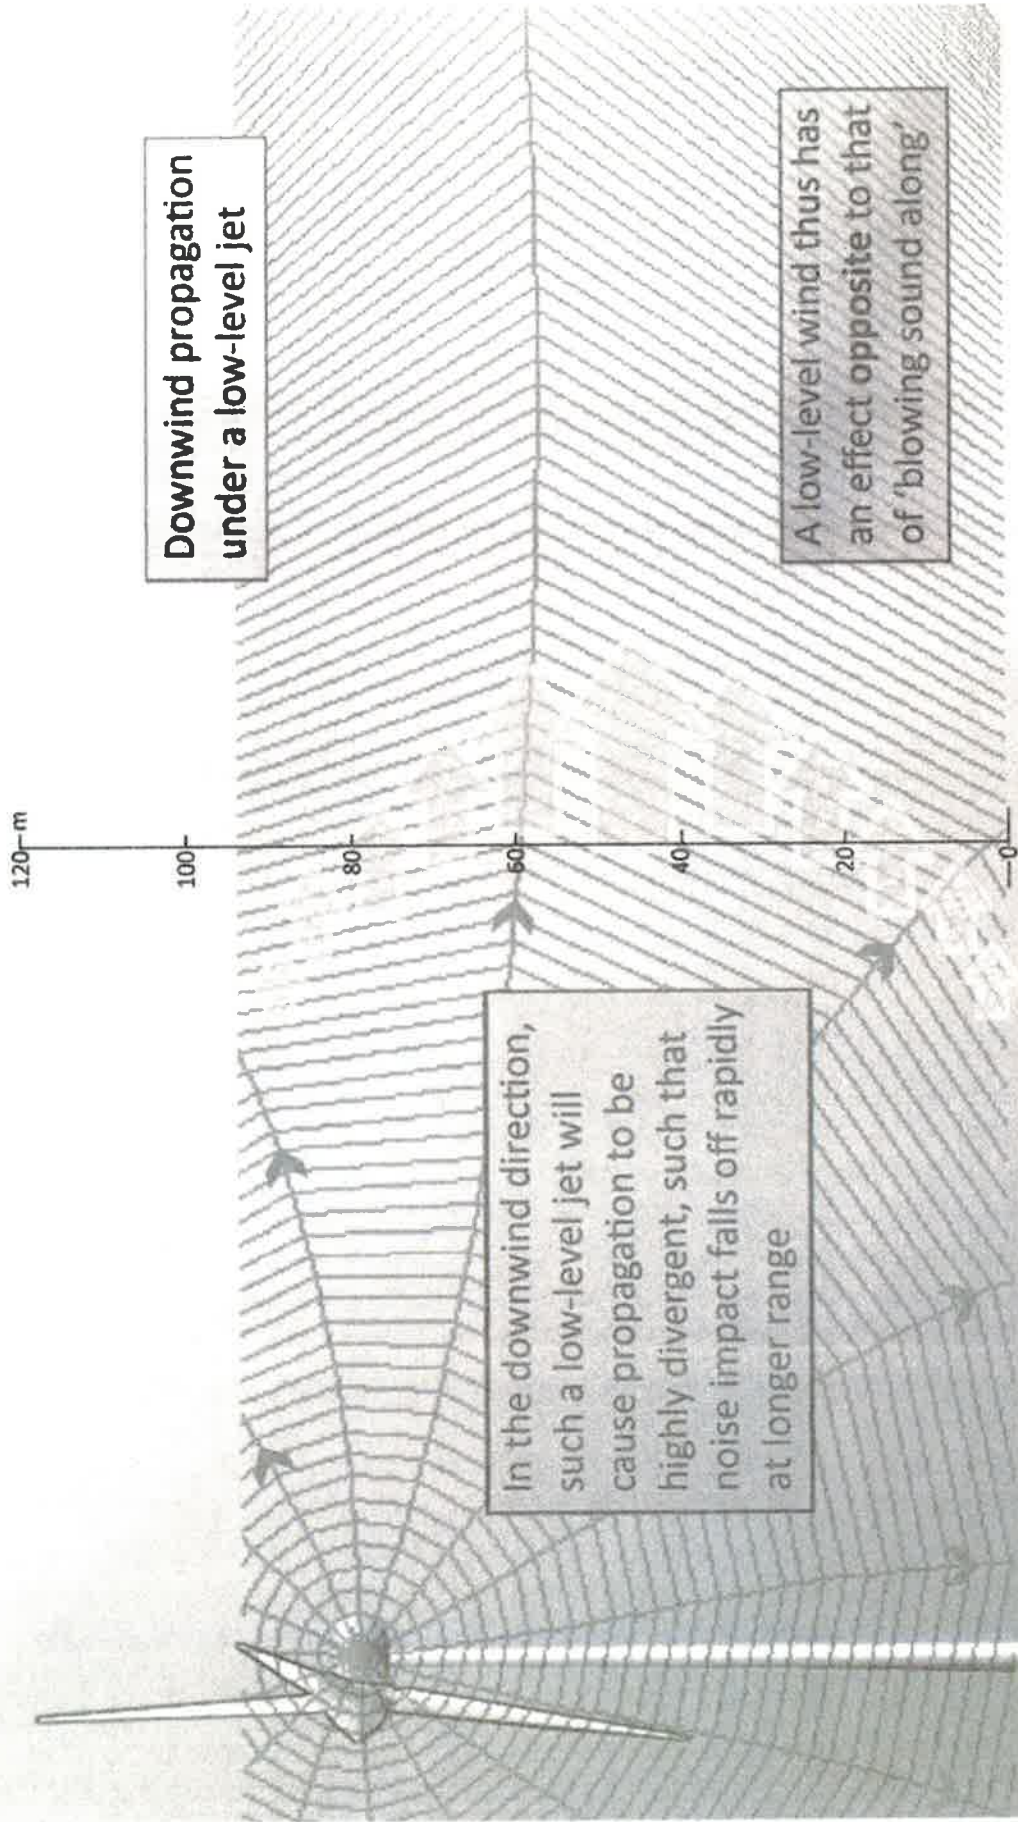 Downwind propagation
under a low-level jet
120
m
100
80
60
40
20
0
In the downwind direction,
such a low-level jet will
cause propagation to be
highly divergent, such that
noise impact falls off rapidly
at longer range
A low-level wind thus has
an effect opposite to that
of ‘blowing sound along’